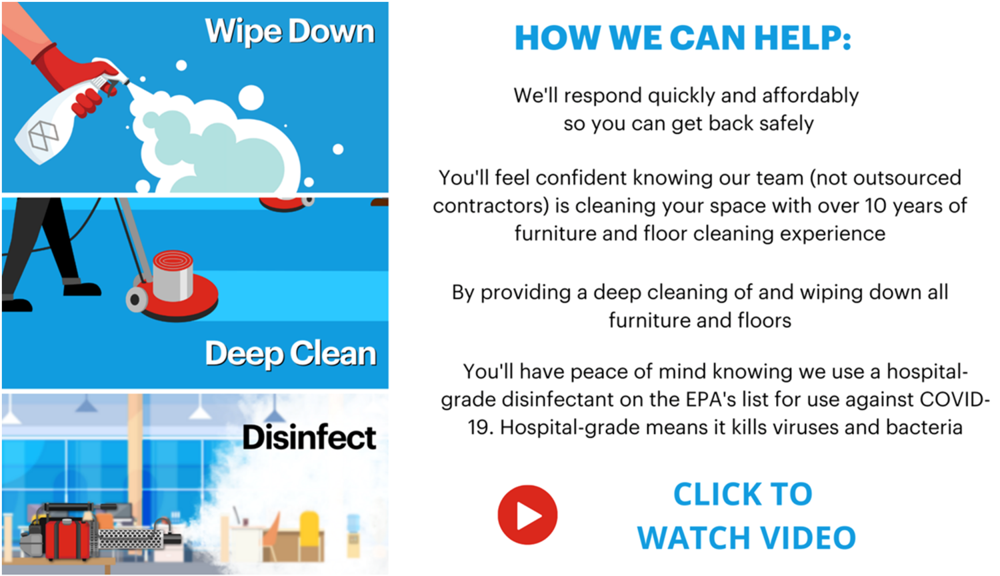 Wipe Down
Deep Clean
Disinfect
HOW WE CAN HELP:
We'll respond quickly and affordably
so you can get back safely
You'll feel confident knowing our team (not outsourced
contractors) is cleaning your space with over 10 years of
furniture and floor cleaning experience
By providing a deep cleaning of and wiping down all
furniture and floors
You'll have peace of mind knowing we use a hospital-
grade disinfectant on the EPA's list for use against COVID-
19. Hospital-grade means it kills viruses and bacteria
CLICK TO
WATCH VIDEO